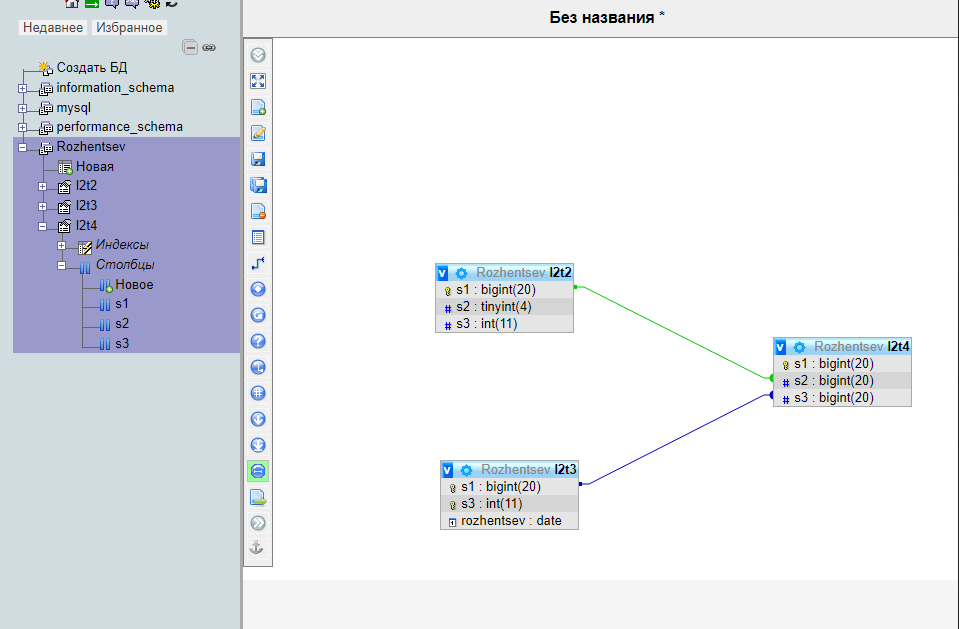 Недавнее Избранное
Создать БД
information_schema
mysql
performance_schema
Rozhentsev
Новая
l2t2
l2t3
l2t4
Индексы
Столбцы
Новое
s1
s2
s3
Без названия *
v Rozhentsev l2t2
s1 : bigint(20)
# s2 : tinyint(4)
# s3 : int(11)
v Rozhentsev l2t4
s1 : bigint(20)
# s2 : bigint(20)
# s3 : bigint(20)
v Rozhentsev l2t3
s1 : bigint(20)
s3 : int(11)
rozhentsev : date